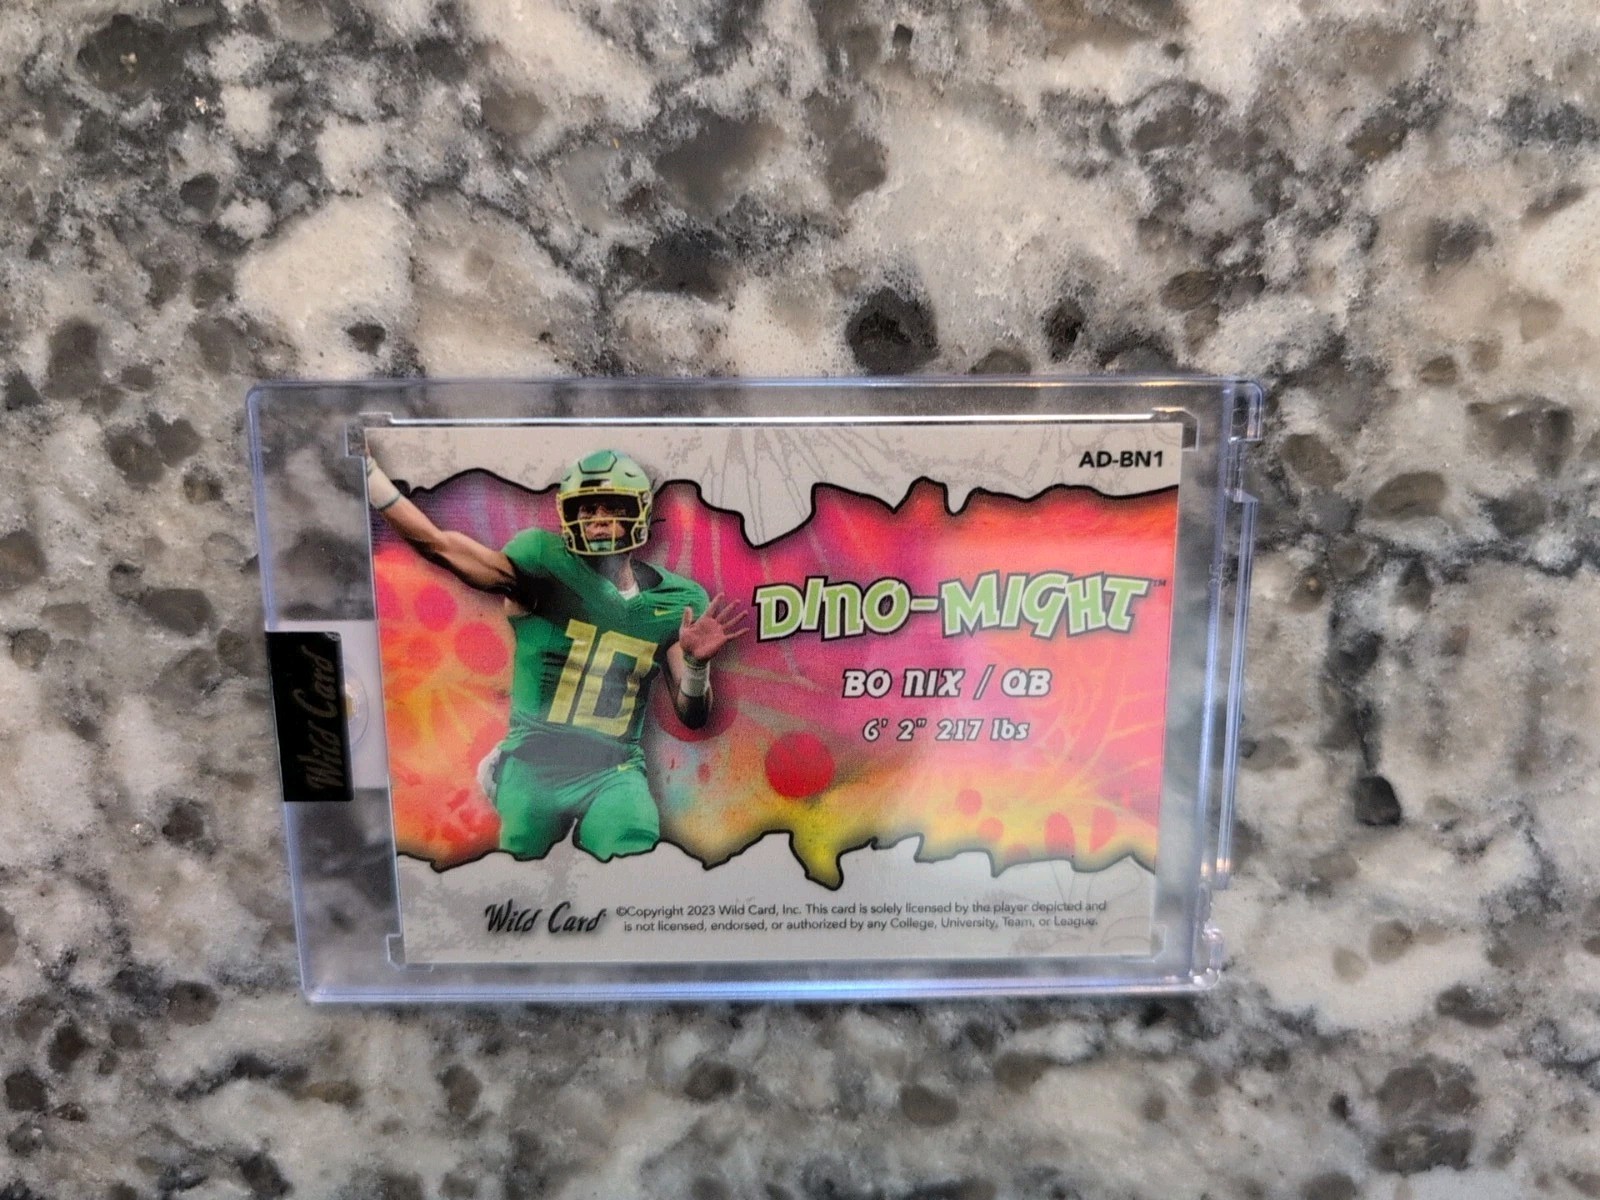 AD-BN1
DINO-MIGHT™
BO NIX / QB
6' 2" 217 lbs
10
Wild Card
Wild Card
©Copyright 2023 Wild Card, Inc. This card is solely licensed by the player depicted and
is not licensed, endorsed, or authorized by any College, University, Team, or League.